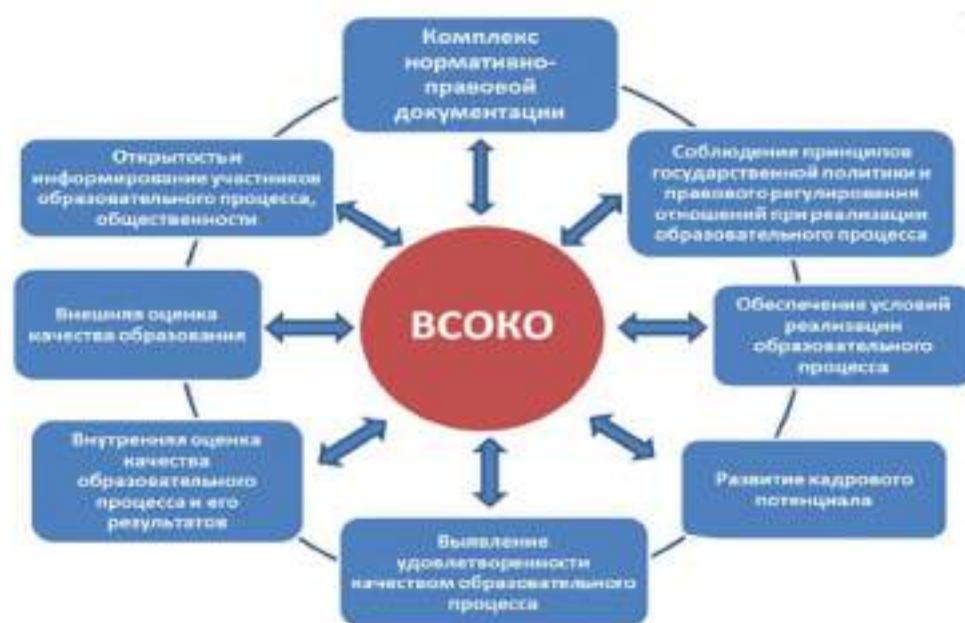 Комплекс
нормативно-
правовой
документации
Открытость и
информирование участников
образовательного процесса,
общественности
Соблюдение принципов
государственной политики и
правового регулирования
отношений при реализации
образовательного процесса
Внешняя оценка
качества образования
ВСОКО
Обеспечение условий
реализации
образовательного
процесса
Внутренняя оценка
качества
образовательного
процесса и его
результатов
Развитие кадрового
потенциала
Выявление
удовлетворенности
качеством образовательного
процесса